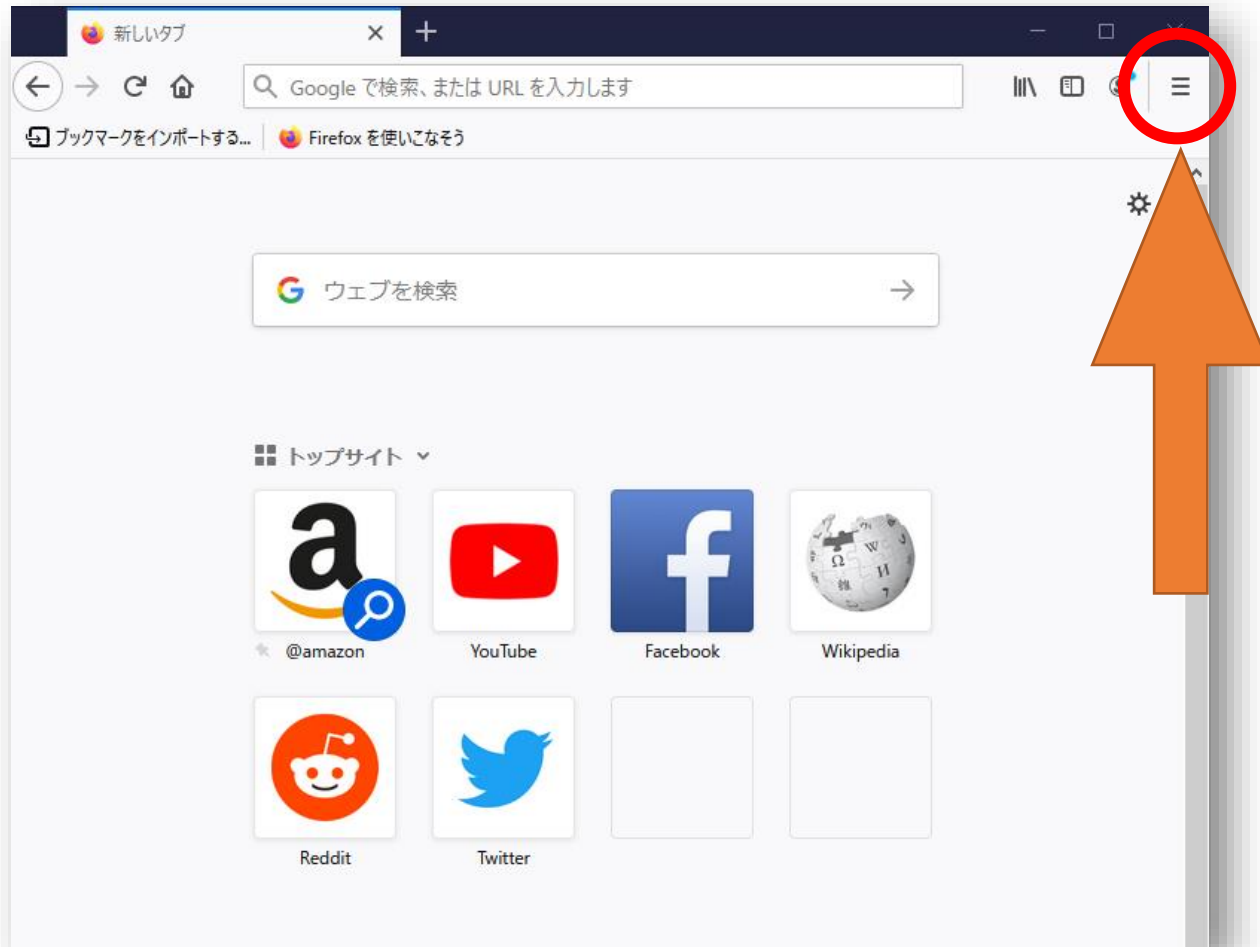 新しいタブ
Google で検索、または URL を入力します
ブックマークをインポートする... Firefox を使いこなそう
ウェブを検索
トップサイト
@amazon YouTube Facebook Wikipedia
Reddit Twitter